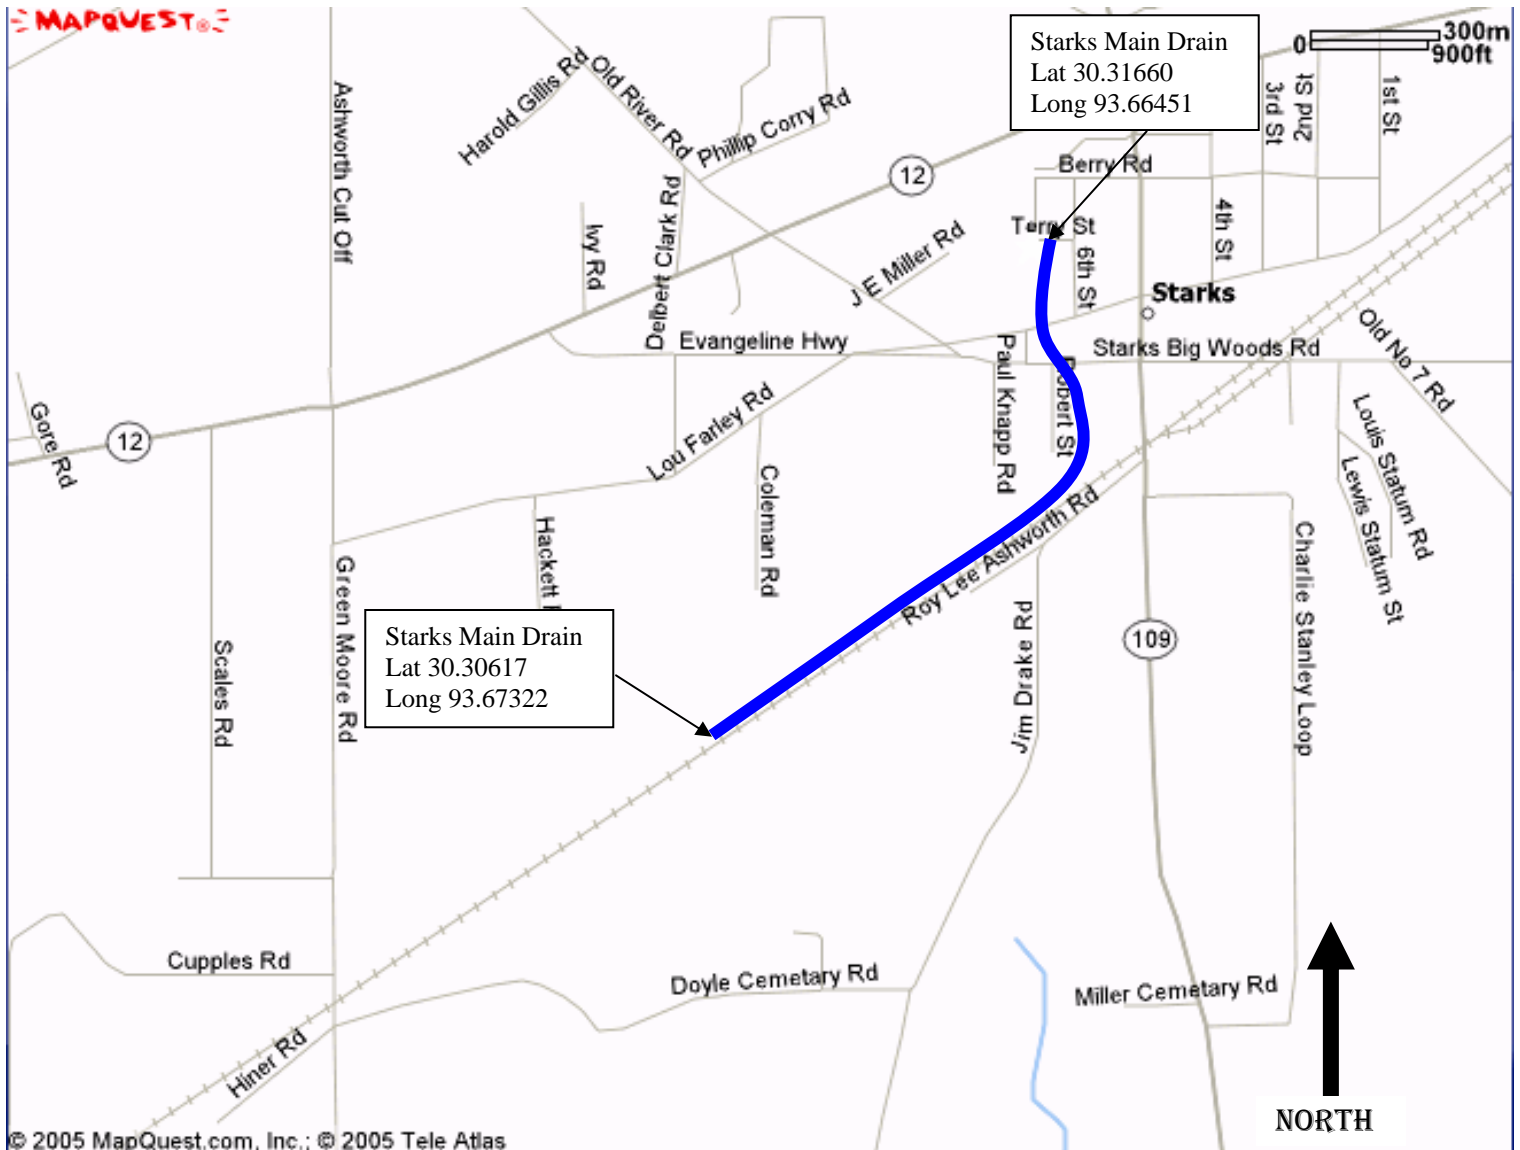 MAPQUEST
Starks Main Drain
Lat 30.31660
Long 93.66451
0
300m
900ft
Ashworth Cut Off
Harold Gillis Rd
Old River Rd
Phillip Corry Rd
12
Berry Rd
3rd St
2nd St
1st St
Delbert Clark Rd
Ivy Rd
J E Miller Rd
Terry St
6th St
4th St
Starks
Evangeline Hwy
Starks Big Woods Rd
Old No 7 Rd
Paul Knapp Rd
Robert St
Gore Rd
12
Lou Farley Rd
Coleman Rd
Louis Statum Rd
Lewis Statum St
Hackett
Roy Lee Ashworth Rd
Charlie Stanley Loop
Green Moore Rd
Scales Rd
Starks Main Drain
Lat 30.30617
Long 93.67322
Jim Drake Rd
109
Cupples Rd
Doyle Cemetary Rd
Miller Cemetary Rd
Hiner Rd
NORTH
© 2005 MapQuest.com, Inc.; © 2005 Tele Atlas